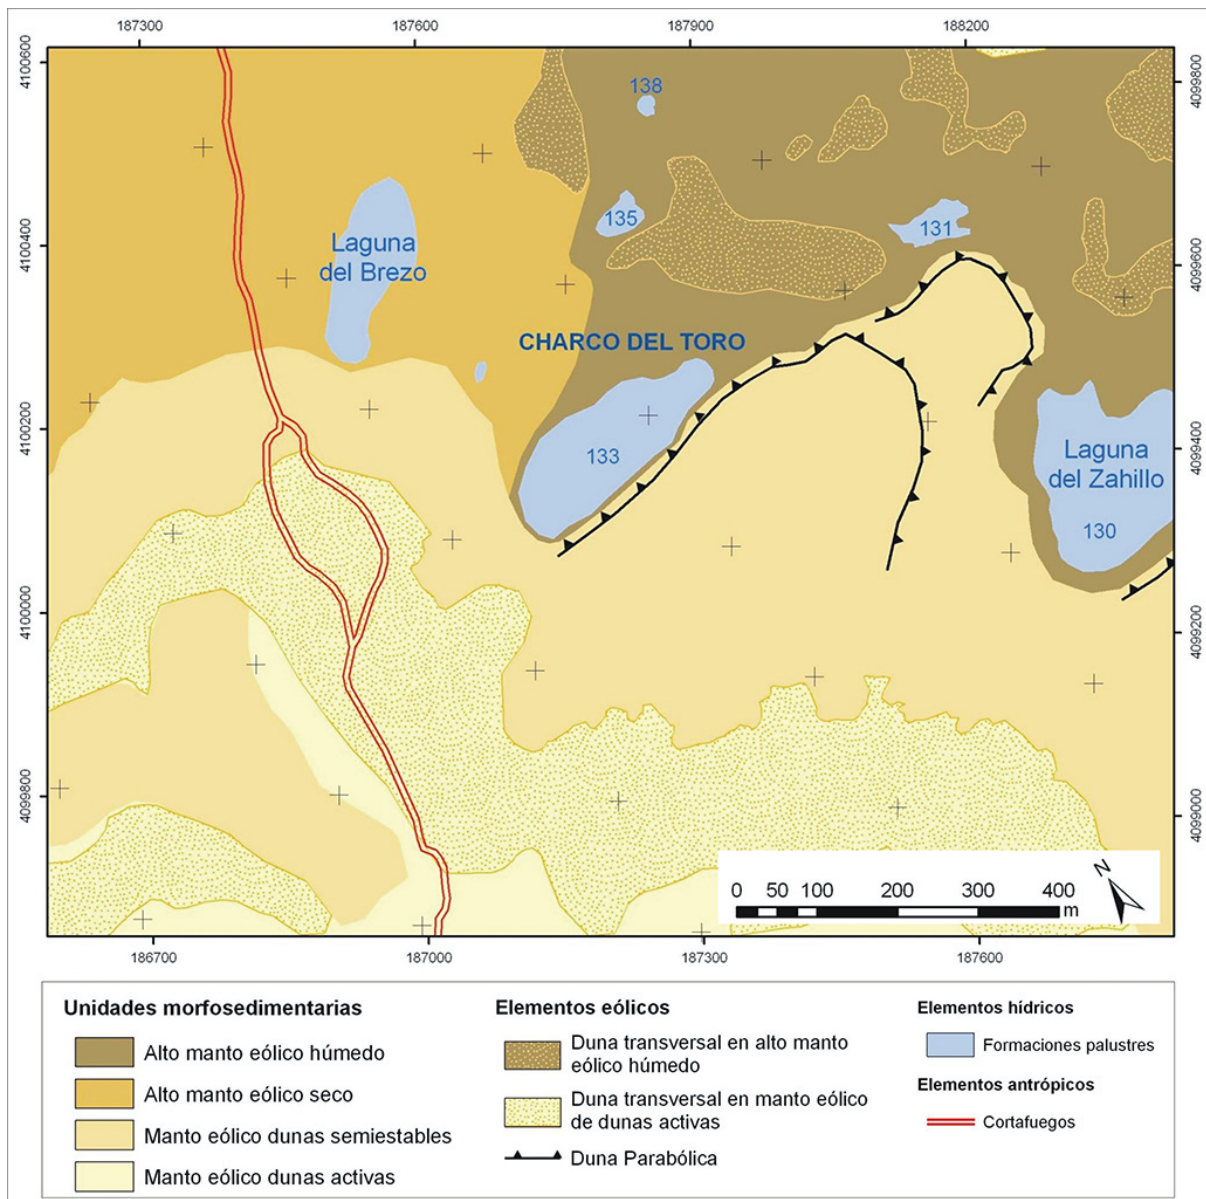 187300 187600 187900 188200
4100600
4100400
4100200
4100000
4099800
4099800
4099600
4099400
4099200
4099000
138
135
131
Laguna
del Brezo
CHARCO DEL TORO
133
Laguna
del Zahillo
130
N
0 50 100 200 300 400
m
186700 187000 187300 187600
Unidades morfosedimentarias
Alto manto eólico húmedo
Alto manto eólico seco
Manto eólico dunas semiestables
Manto eólico dunas activas
Elementos eólicos
Duna transversal en alto manto
eólico húmedo
Duna transversal en manto eólico
de dunas activas
Duna Parabólica
Elementos hídricos
Formaciones palustres
Elementos antrópicos
Cortafuegos